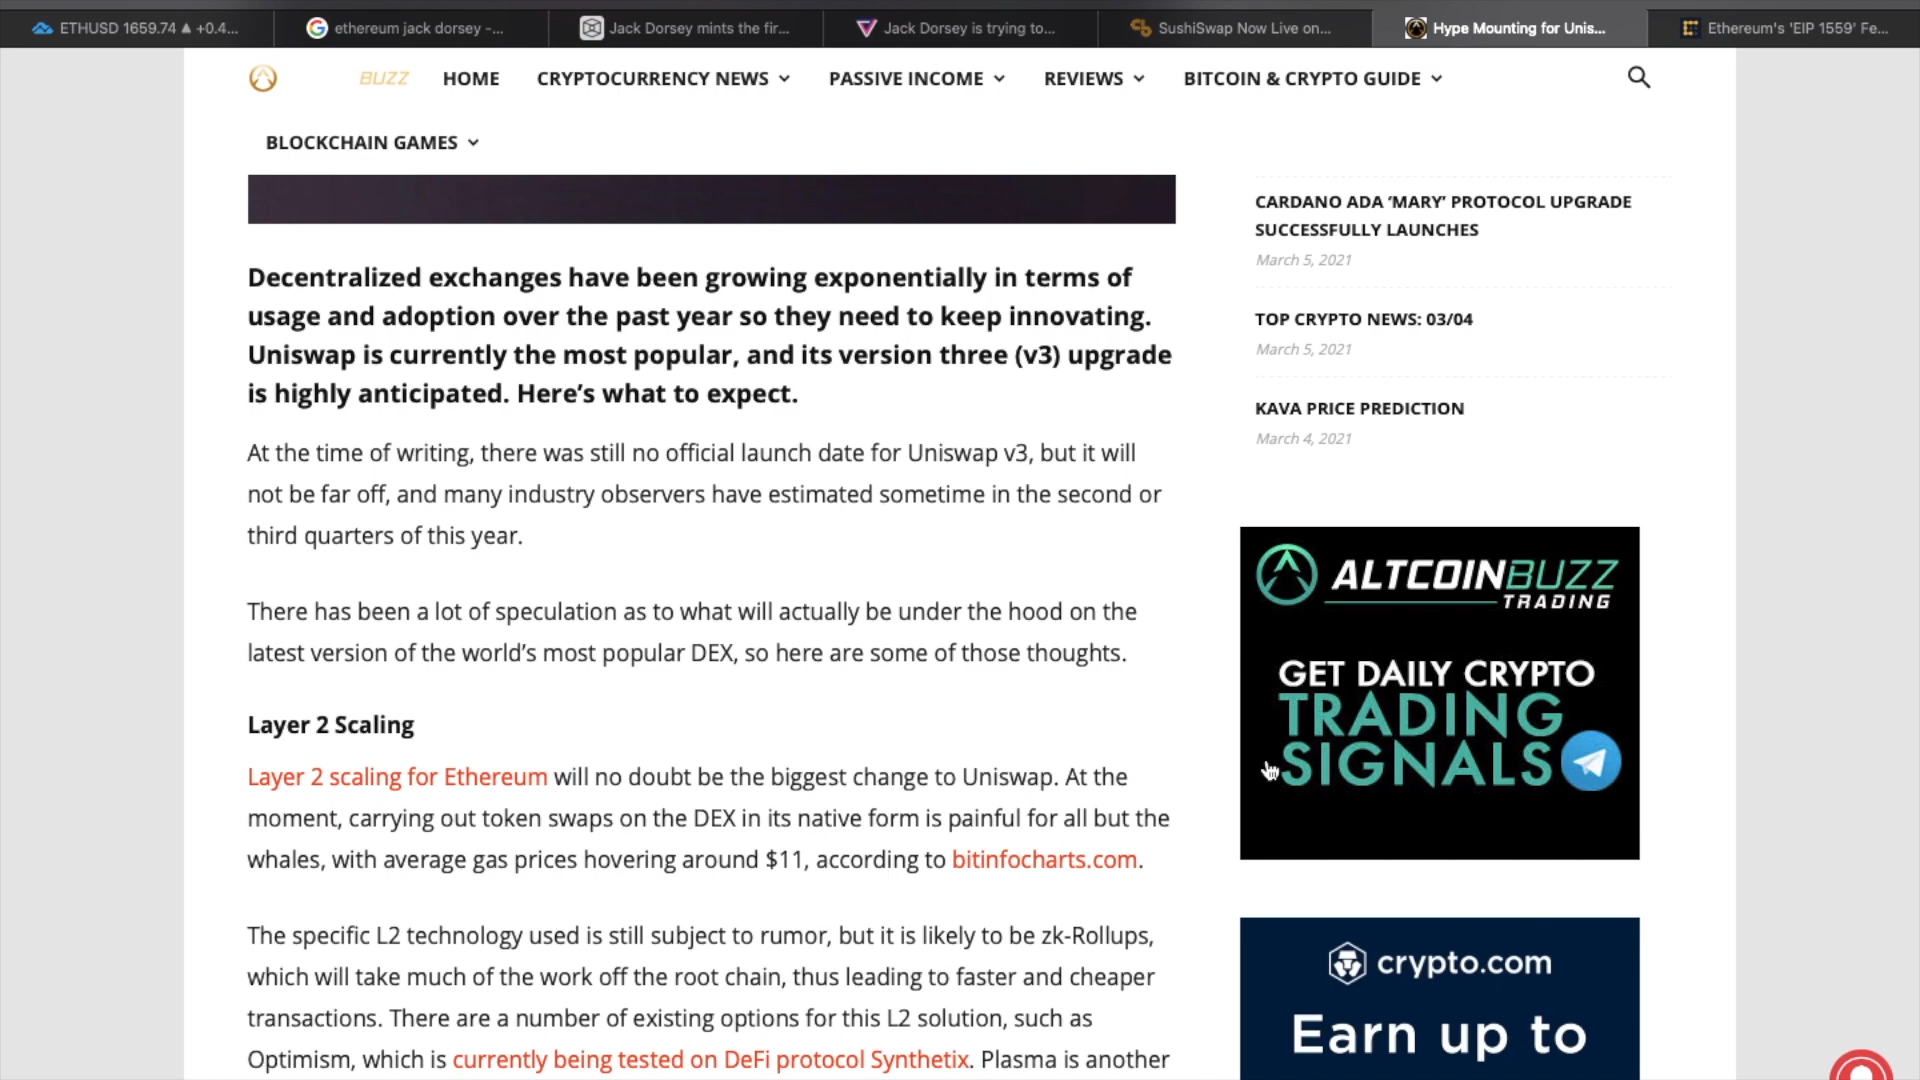 ETHUSD 1659.74 ▲ +0.4...
ethereum jack dorsey -...
Jack Dorsey mints the fir...
Jack Dorsey is trying to...
SushiSwap Now Live on...
Hype Mounting for Unis...
Ethereum's 'EIP 1559' Fe...
BUZZ
HOME
CRYPTOCURRENCY NEWS
PASSIVE INCOME
REVIEWS
BITCOIN & CRYPTO GUIDE
BLOCKCHAIN GAMES
Decentralized exchanges have been growing exponentially in terms of
usage and adoption over the past year so they need to keep innovating.
Uniswap is currently the most popular, and its version three (v3) upgrade
is highly anticipated. Here’s what to expect.
At the time of writing, there was still no official launch date for Uniswap v3, but it will
not be far off, and many industry observers have estimated sometime in the second or
third quarters of this year.
There has been a lot of speculation as to what will actually be under the hood on the
latest version of the world’s most popular DEX, so here are some of those thoughts.
Layer 2 Scaling
Layer 2 scaling for Ethereum will no doubt be the biggest change to Uniswap. At the
moment, carrying out token swaps on the DEX in its native form is painful for all but the
whales, with average gas prices hovering around $11, according to bitinfocharts.com.
The specific L2 technology used is still subject to rumor, but it is likely to be zk-Rollups,
which will take much of the work off the root chain, thus leading to faster and cheaper
transactions. There are a number of existing options for this L2 solution, such as
Optimism, which is currently being tested on DeFi protocol Synthetix. Plasma is another
CARDANO ADA ‘MARY’ PROTOCOL UPGRADE
SUCCESSFULLY LAUNCHES
March 5, 2021
TOP CRYPTO NEWS: 03/04
March 5, 2021
KAVA PRICE PREDICTION
March 4, 2021
ALTCOINBUZZ
TRADING
GET DAILY CRYPTO
TRADING
SIGNALS
crypto.com
Earn up to